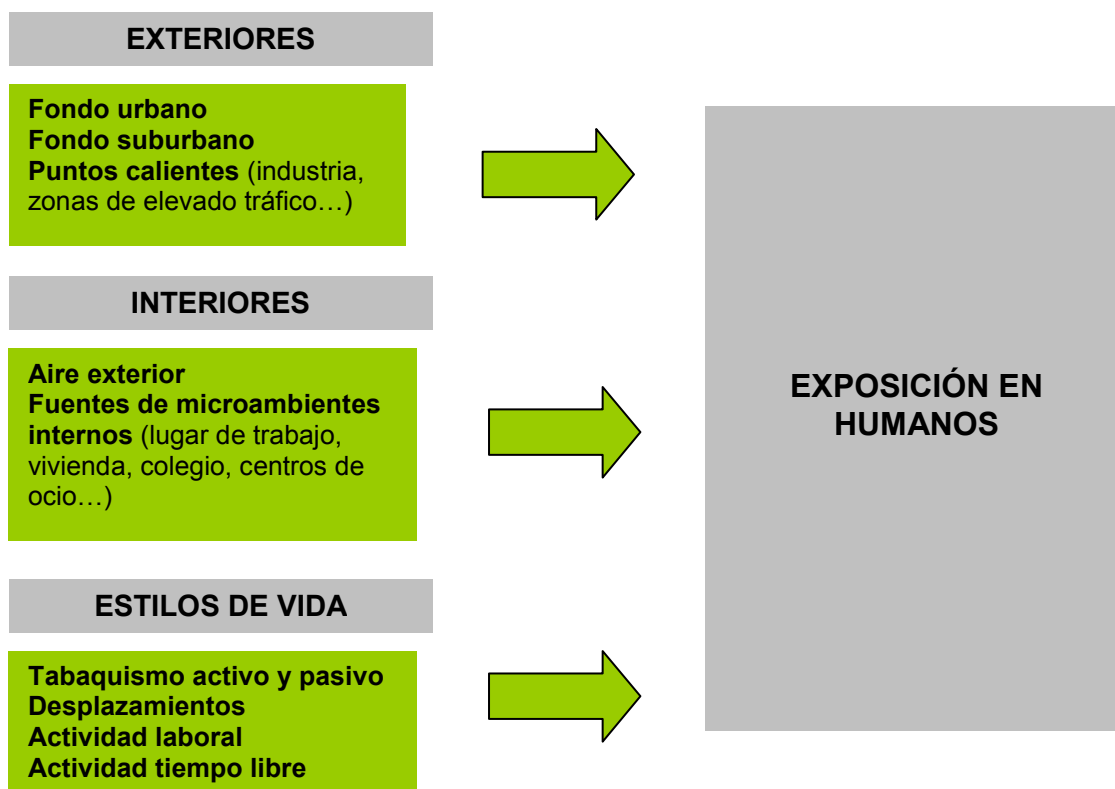 EXTERIORES
Fondo urbano
Fondo suburbano
Puntos calientes (industria,
zonas de elevado tráfico…)
INTERIORES
Aire exterior
Fuentes de microambientes
internos (lugar de trabajo,
vivienda, colegio, centros de
ocio…)
ESTILOS DE VIDA
Tabaquismo activo y pasivo
Desplazamientos
Actividad laboral
Actividad tiempo libre
EXPOSICIÓN EN
HUMANOS